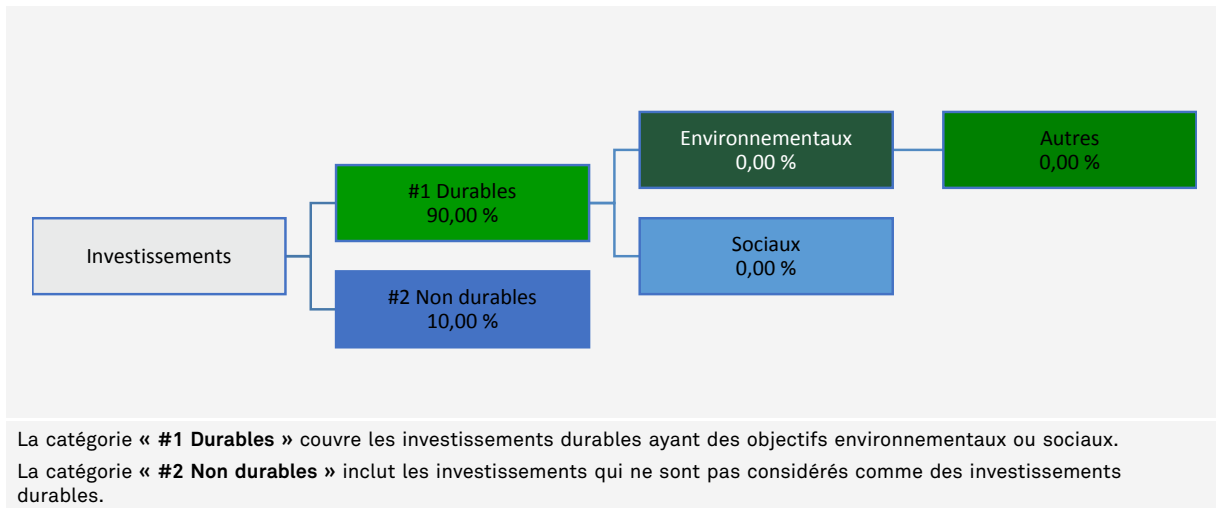 Investissements
#1 Durables
90,00 %
#2 Non durables
10,00 %
Environnementaux
0,00 %
Sociaux
0,00 %
Autres
0,00 %
La catégorie « #1 Durables » couvre les investissements durables ayant des objectifs environnementaux ou sociaux.
La catégorie « #2 Non durables » inclut les investissements qui ne sont pas considérés comme des investissements
durables.